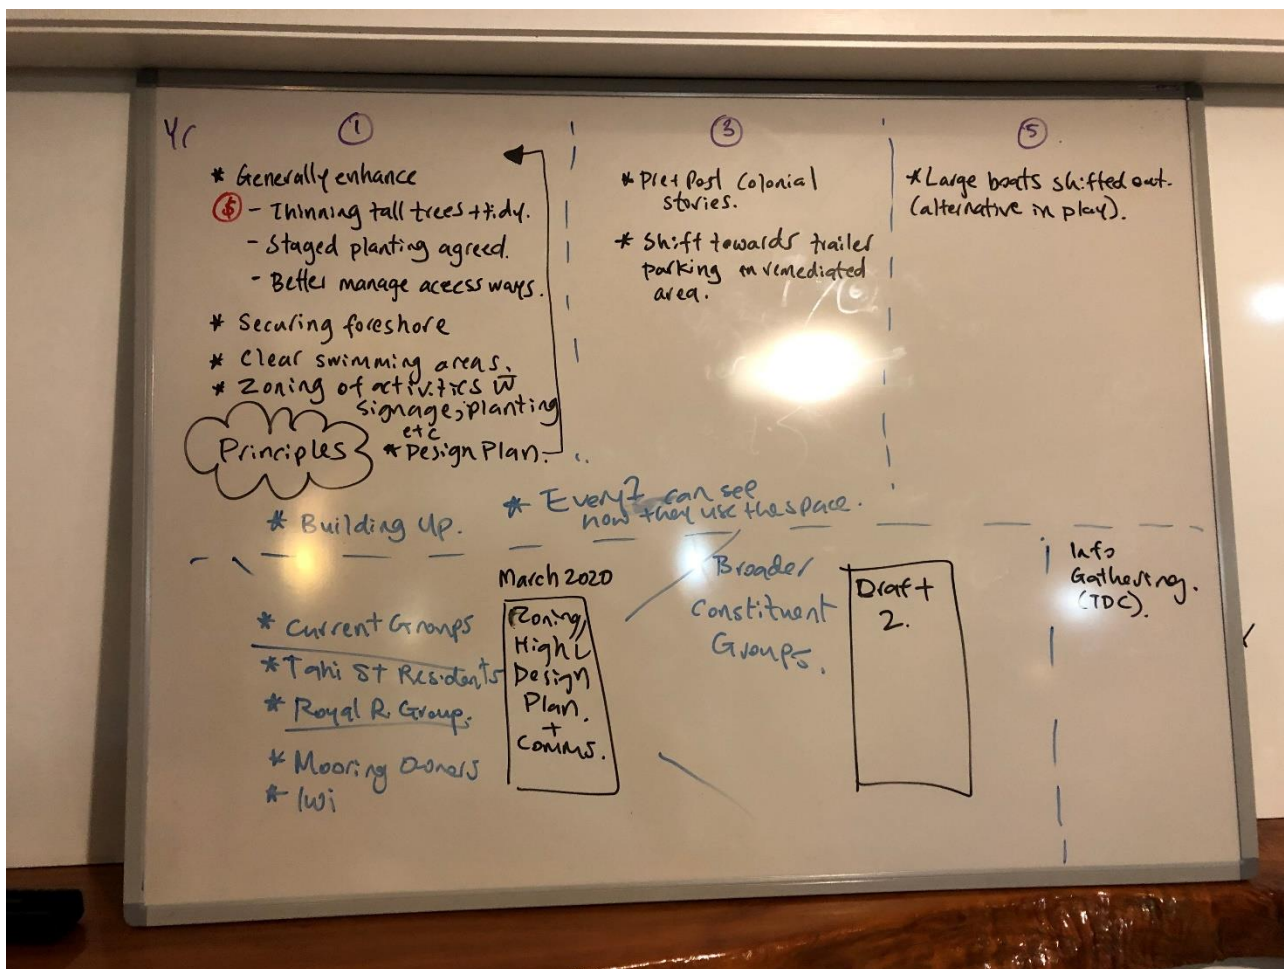 Yr
1
* Generally enhance
$ - Thinning tall trees + tidy.
- Staged planting agreed.
- Better manage access ways.
* Securing foreshore
* Clear swimming areas.
* Zoning of activities w̅
signage, planting
etc
Principles
* Design Plan.
3
* Pre + Post Colonial
stories.
* Shift towards trailer
parking on remediated
area.
5
* Large boats shifted out.
(alternative in play).
* Building Up.
* Every1 can see
how they use the space.
* Current Groups
* Tahi St Residents
* Royal R. Group.
* Mooring Owners
* Iwi
March 2020
Zoning/
High L
Design
Plan.
+
Comms.
Broader
Constituent
Groups.
Draft
2.
Info
Gathering.
(TDC).